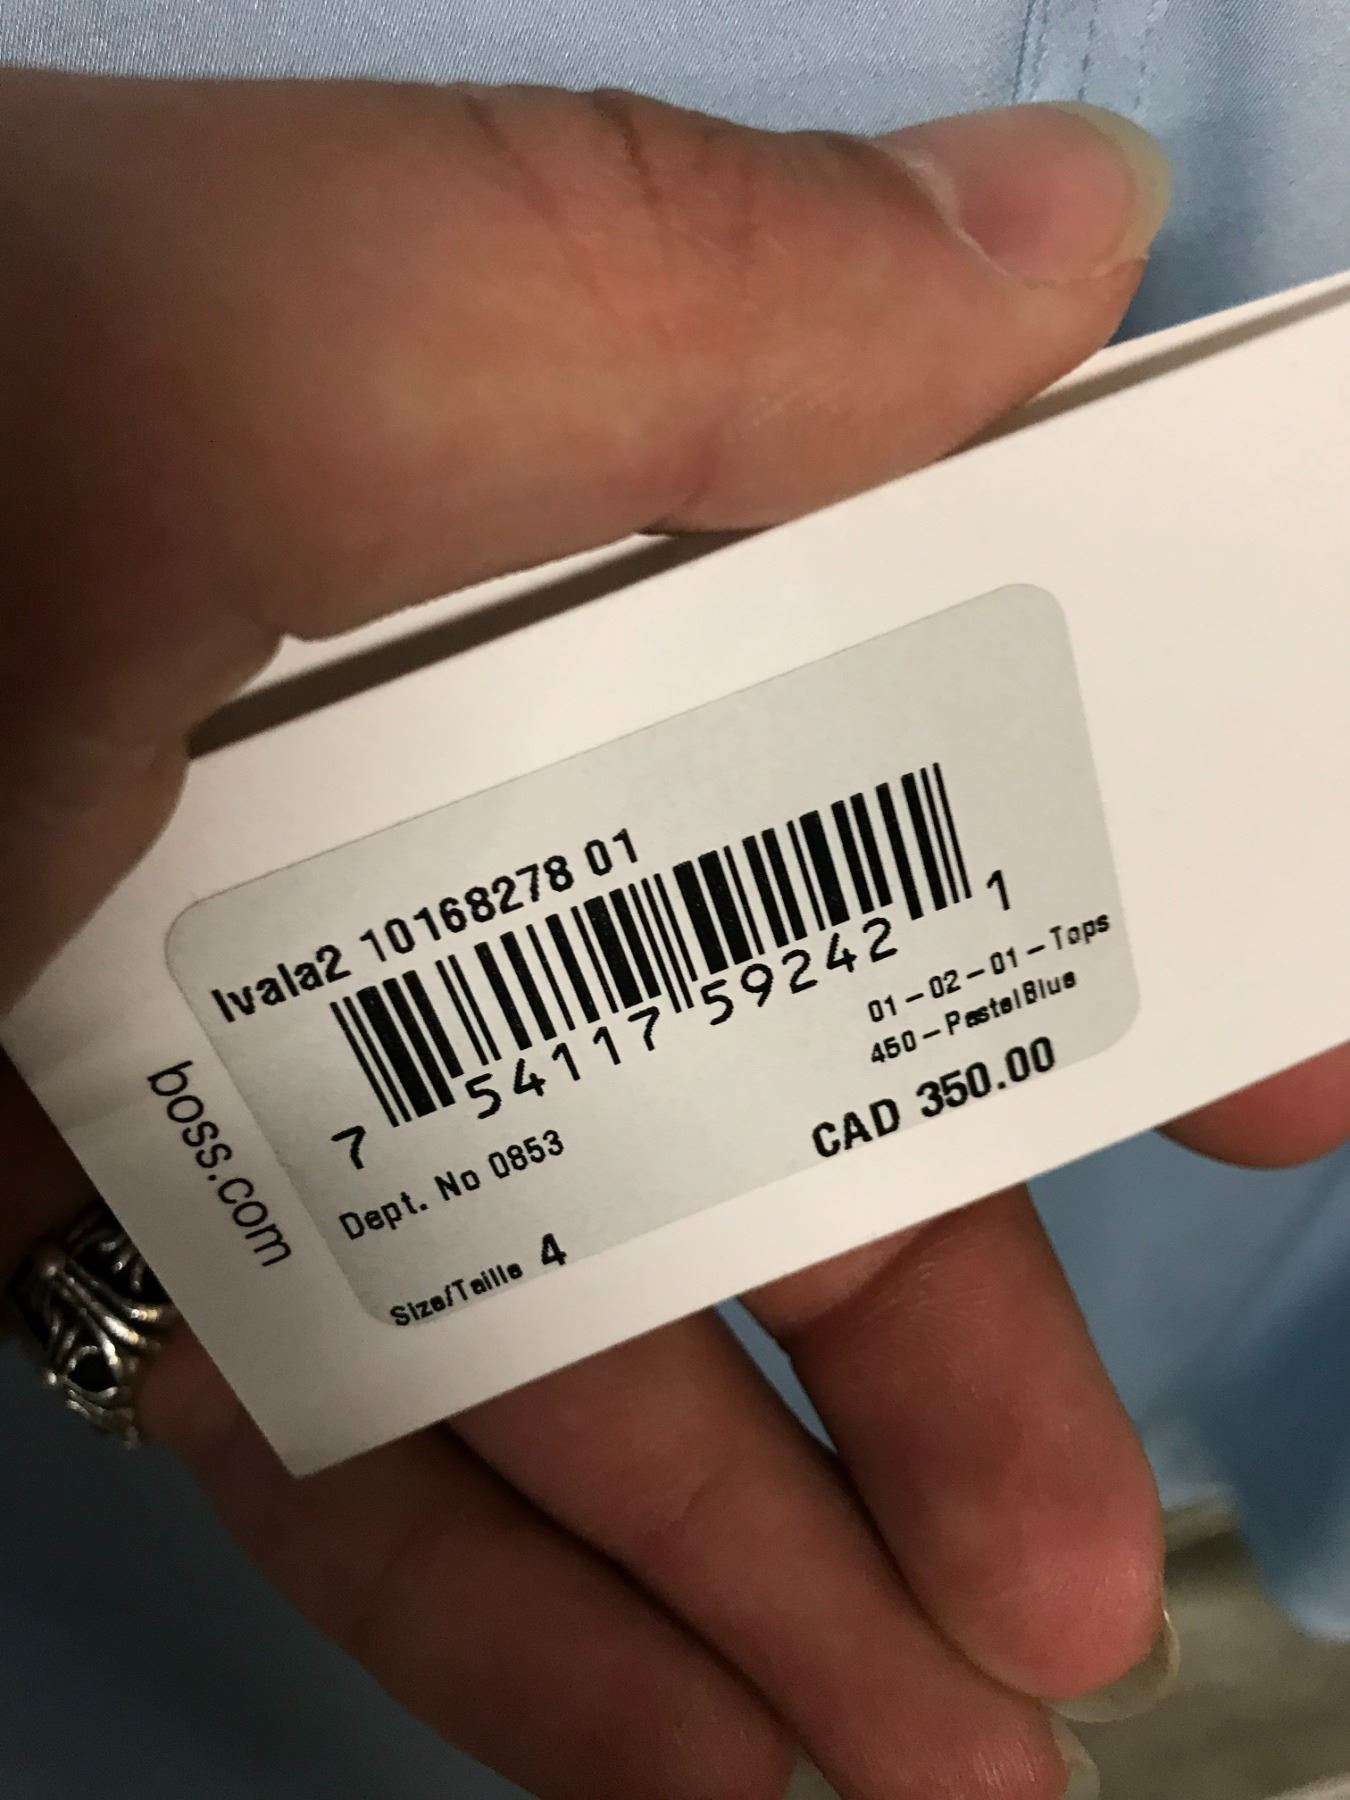 Ivala2 10168278 01
7 54117 59242 1
01-02-01-Tops
450-PastelBlue
Dept. No 0853
CAD 350.00
Size/Taille 4
boss.com